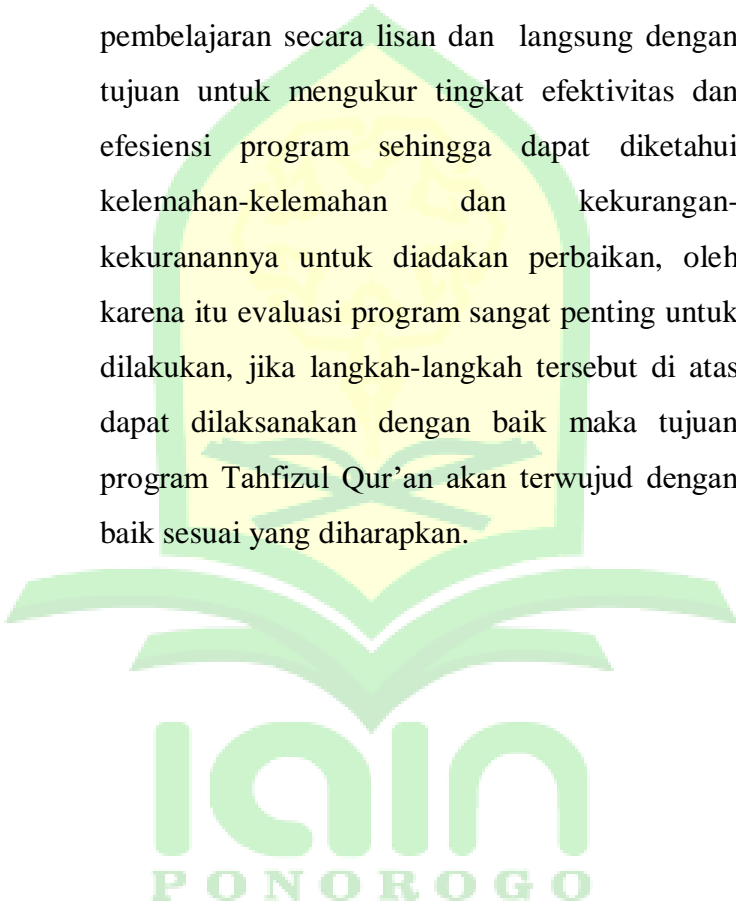 pembelajaran secara lisan dan langsung dengan
tujuan untuk mengukur tingkat efektivitas dan
efesiensi program sehingga dapat diketahui
kelemahan-kelemahan dan kekurangan-
kekuranannya untuk diadakan perbaikan, oleh
karena itu evaluasi program sangat penting untuk
dilakukan, jika langkah-langkah tersebut di atas
dapat dilaksanakan dengan baik maka tujuan
program Tahfizul Qur’an akan terwujud dengan
baik sesuai yang diharapkan.
iain
PONOROGO